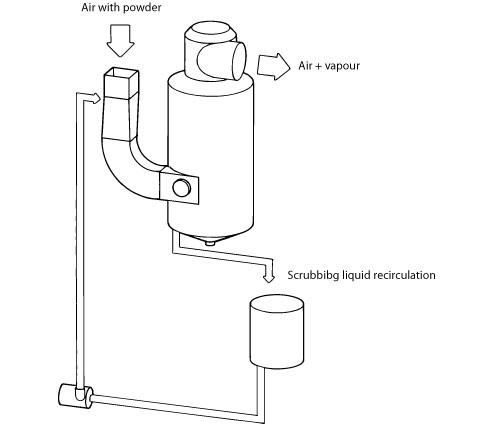 Air with powder
Air + vapour
Scrubbibg liquid recirculation